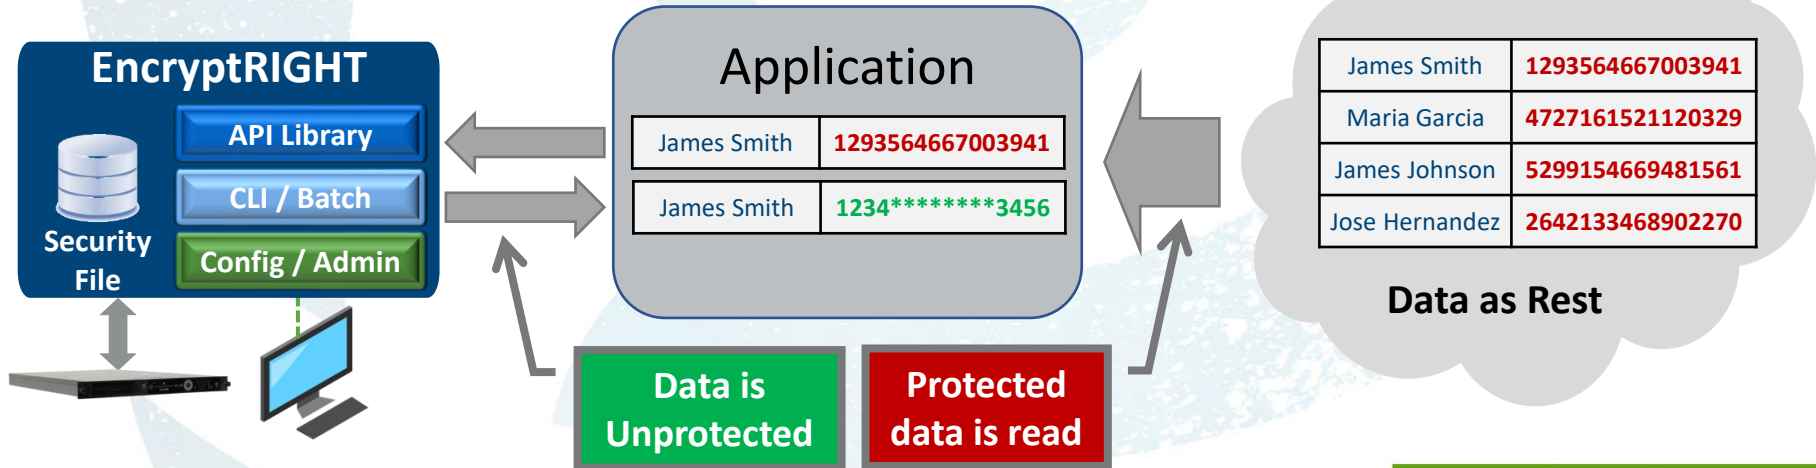 EncryptRIGHT
API Library
CLI / Batch
Config / Admin
Security
File
Application
James Smith 1293564667003941
James Smith 1234********3456
Data is
Unprotected
Protected
data is read
James Smith 1293564667003941
Maria Garcia 4727161521120329
James Johnson 5299154669481561
Jose Hernandez 2642133468902270
Data as Rest